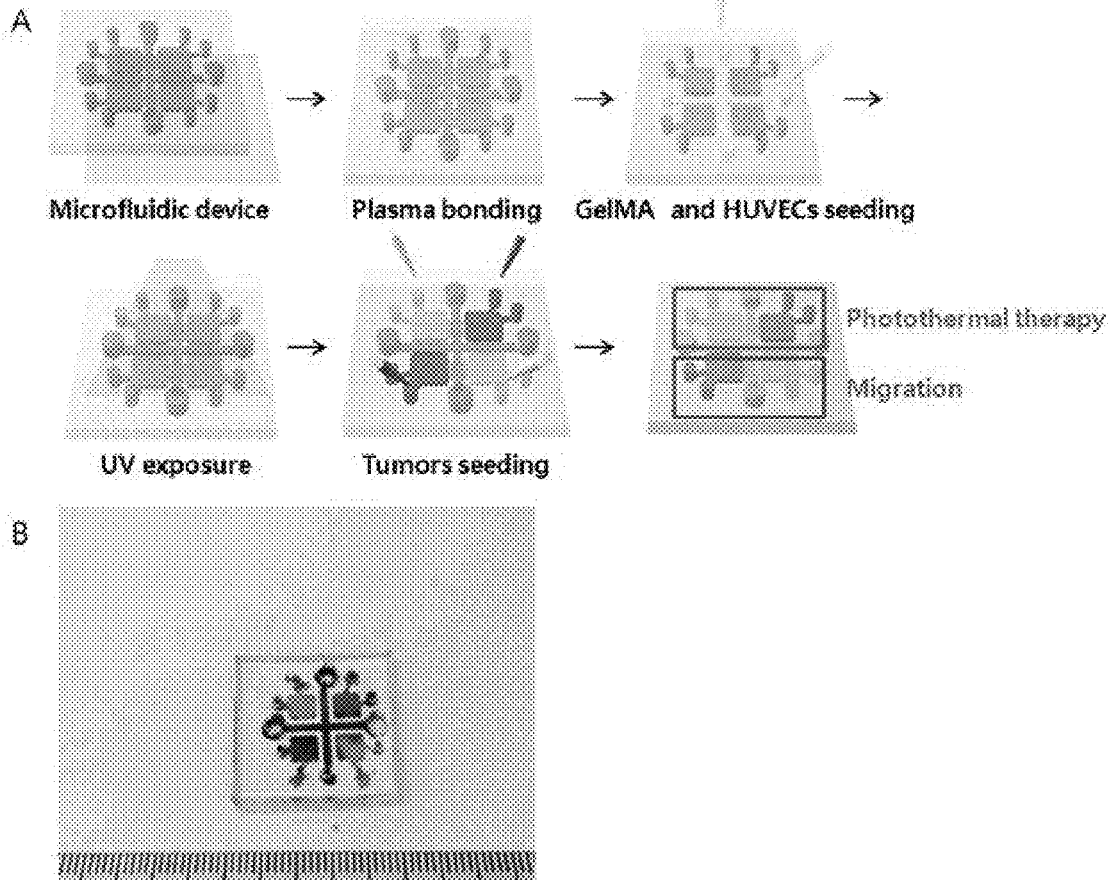 A
Microfluidic device
Plasma bonding
GelMA and HUVECs seeding
UV exposure
Tumors seeding
Photothermal therapy
Migration
B